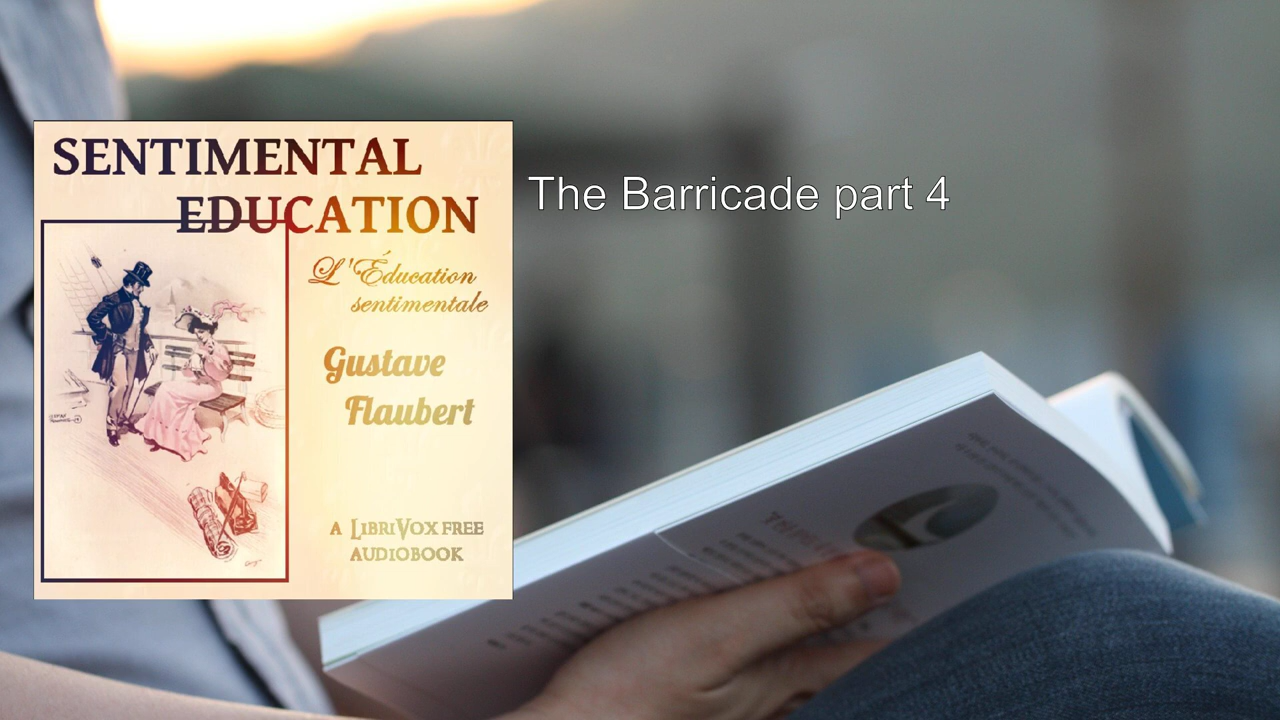 SENTIMENTAL
EDUCATION
L'Éducation
sentimentale
Gustave
Flaubert
A LIBRIVOX FREE
AUDIOBOOK
The Barricade part 4